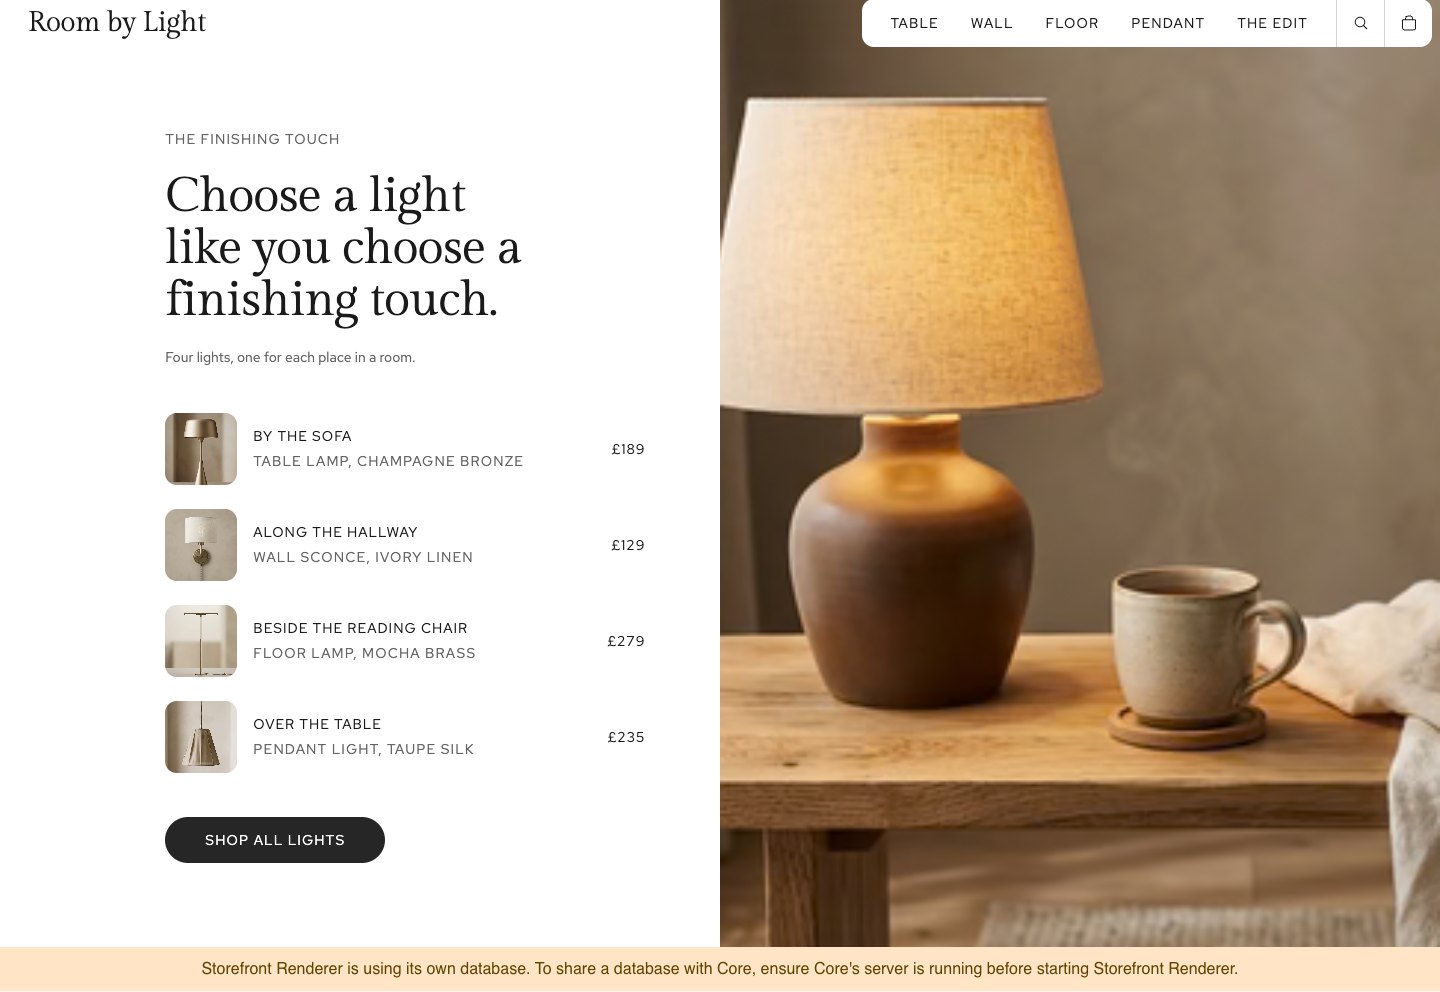 Room by Light
TABLE
WALL
FLOOR
PENDANT
THE EDIT
THE FINISHING TOUCH
Choose a light
like you choose a
finishing touch.
Four lights, one for each place in a room.
BY THE SOFA
TABLE LAMP, CHAMPAGNE BRONZE
£189
ALONG THE HALLWAY
WALL SCONCE, IVORY LINEN
£129
BESIDE THE READING CHAIR
FLOOR LAMP, MOCHA BRASS
£279
OVER THE TABLE
PENDANT LIGHT, TAUPE SILK
£235
SHOP ALL LIGHTS
Storefront Renderer is using its own database. To share a database with Core, ensure Core's server is running before starting Storefront Renderer.